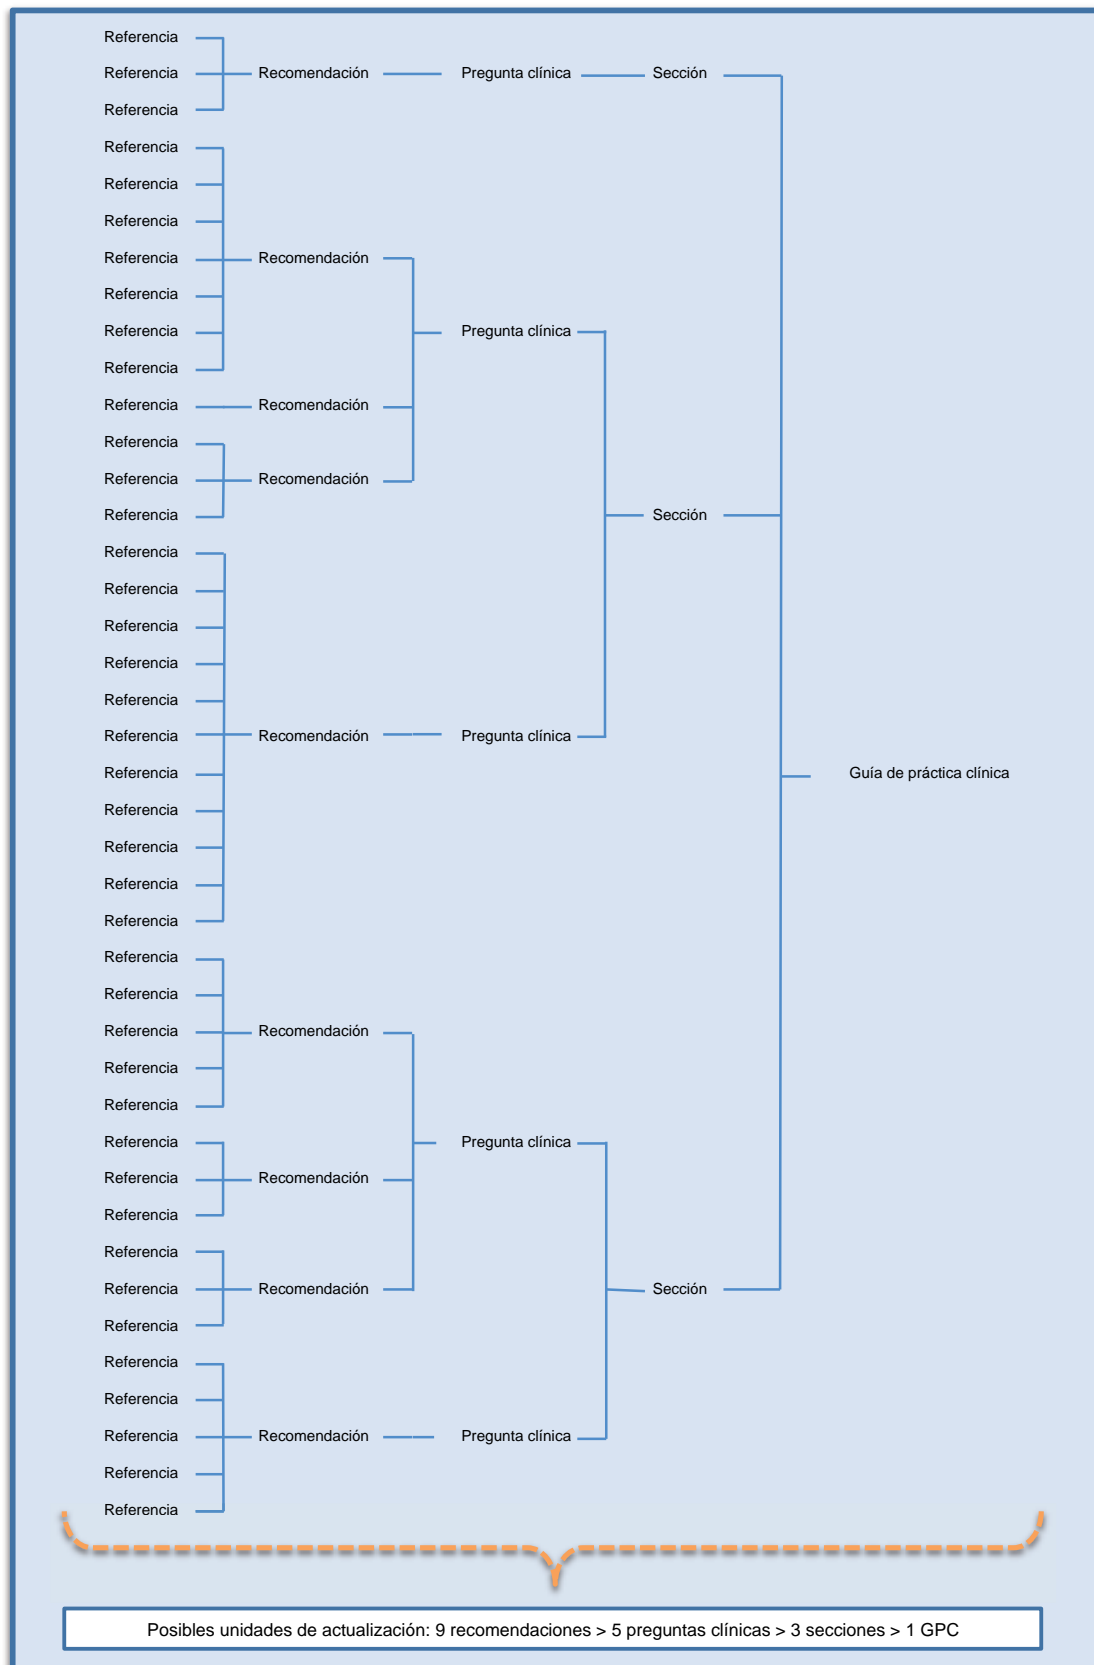 Referencia
Referencia Recomendación Pregunta clínica Sección
Referencia
Referencia
Referencia
Referencia
Referencia Recomendación
Referencia
Referencia Pregunta clínica
Referencia
Referencia Recomendación
Referencia
Referencia Recomendación
Referencia Sección
Referencia
Referencia
Referencia
Referencia
Referencia
Referencia Recomendación Pregunta clínica
Referencia Guía de práctica clínica
Referencia
Referencia
Referencia
Referencia
Referencia
Referencia
Referencia Recomendación
Referencia
Referencia
Referencia Pregunta clínica
Referencia Recomendación
Referencia
Referencia
Referencia Recomendación Sección
Referencia
Referencia
Referencia
Referencia Recomendación Pregunta clínica
Referencia
Referencia
Posibles unidades de actualización: 9 recomendaciones > 5 preguntas clínicas > 3 secciones > 1 GPC